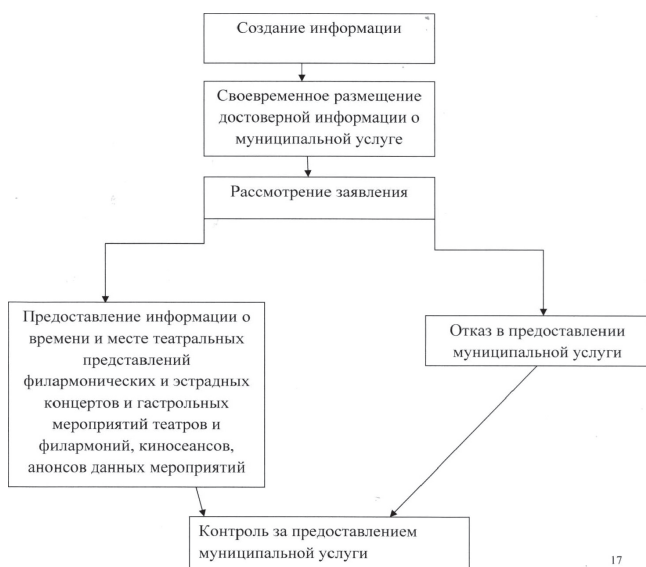 Создание информации
Своевременное размещение
достоверной информации о
муниципальной услуге
Рассмотрение заявления
Предоставление информации о
времени и месте театральных
представлений
филармонических и эстрадных
концертов и гастрольных
мероприятий театров и
филармоний, киносеансов,
анонсов данных мероприятий
Отказ в предоставлении
муниципальной услуги
Контроль за предоставлением
муниципальной услуги
17